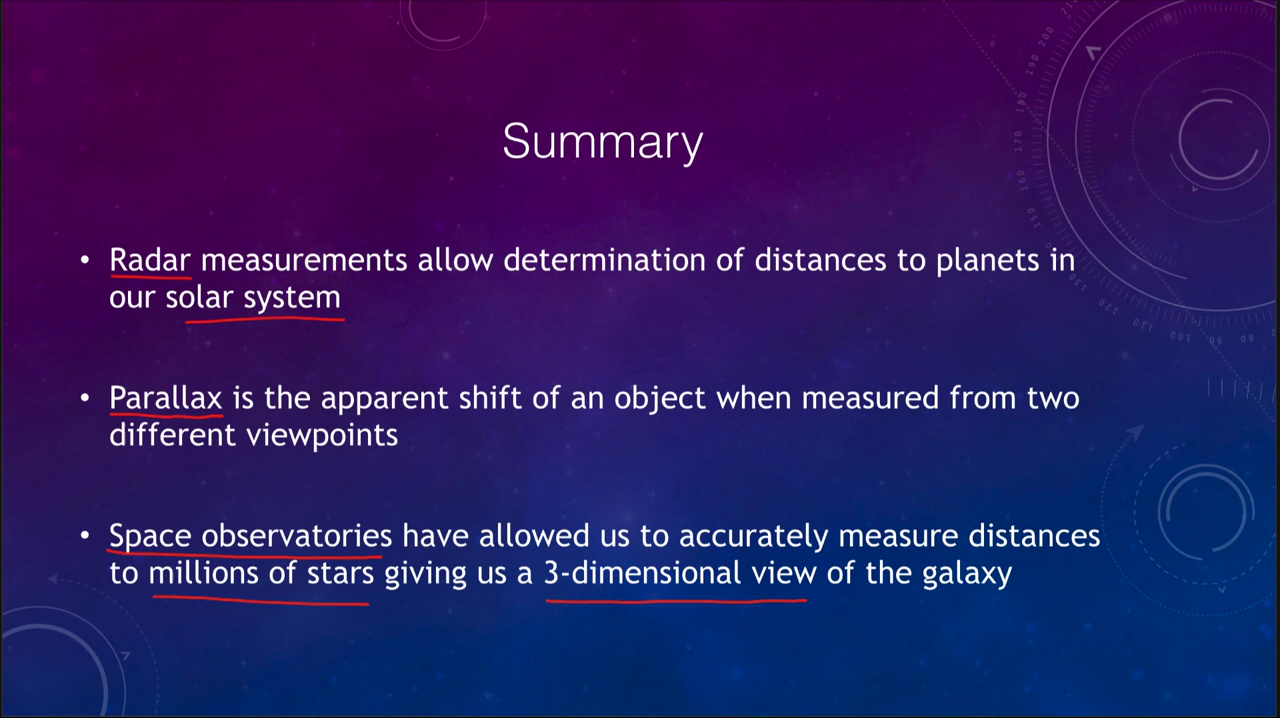 Summary
• Radar measurements allow determination of distances to planets in
our solar system
• Parallax is the apparent shift of an object when measured from two
different viewpoints
• Space observatories have allowed us to accurately measure distances
to millions of stars giving us a 3-dimensional view of the galaxy